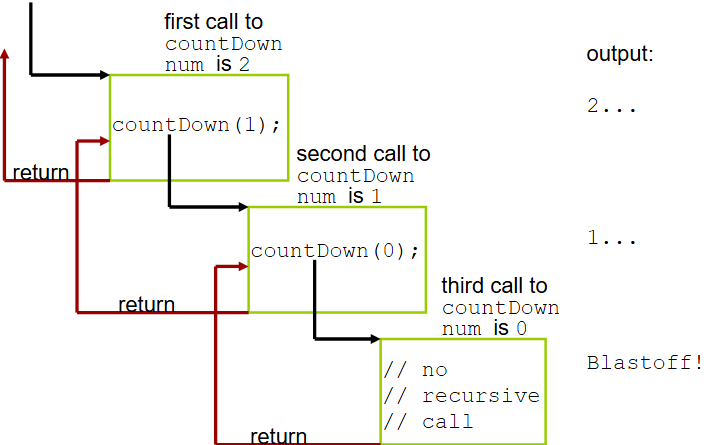 first call to
countDown
num is 2
output:
2...
countDown(1);
return
second call to
countDown
num is 1
1...
countDown(0);
return
third call to
countDown
num is 0
Blastoff!
// no
// recursive
// call
return